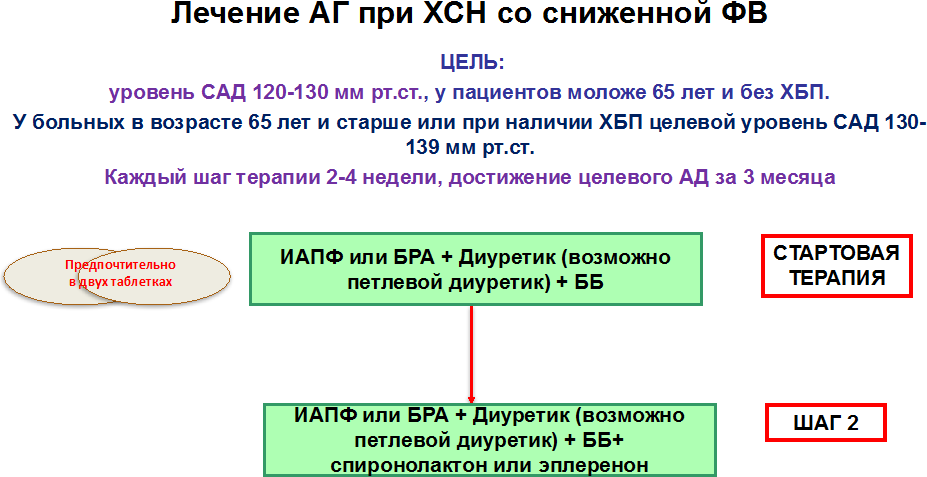 Лечение АГ при ХСН со сниженной ФВ
ЦЕЛЬ:
уровень САД 120-130 мм рт.ст., у пациентов моложе 65 лет и без ХБП.
У больных в возрасте 65 лет и старше или при наличии ХБП целевой уровень САД 130-
139 мм рт.ст.
Каждый шаг терапии 2-4 недели, достижение целевого АД за 3 месяца
Предпочтительно
в двух таблетках
ИАПФ или БРА + Диуретик (возможно
петлевой диуретик) + ББ
СТАРТОВАЯ
ТЕРАПИЯ
ИАПФ или БРА + Диуретик (возможно
петлевой диуретик) + ББ+
спиронолактон или эплеренон
ШАГ 2